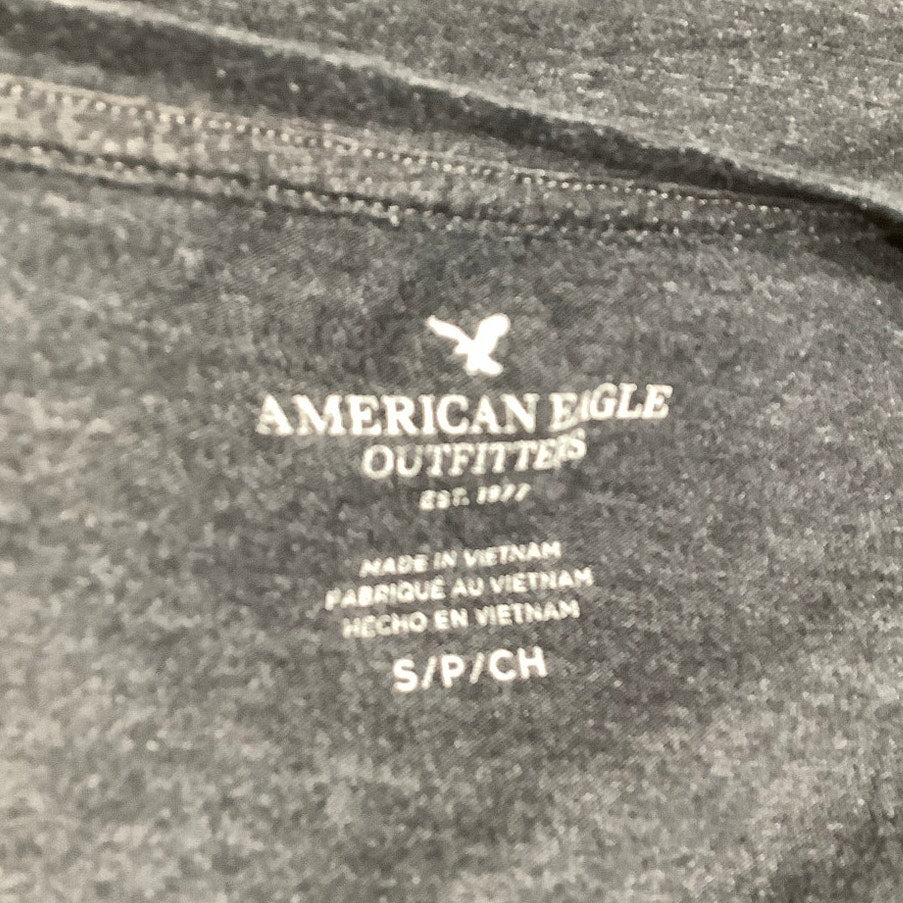 AMERICAN EAGLE
OUTFITTERS
EST. 1977
MADE IN VIETNAM
FABRIQUÉ AU VIETNAM
HECHO EN VIETNAM
S/P/CH